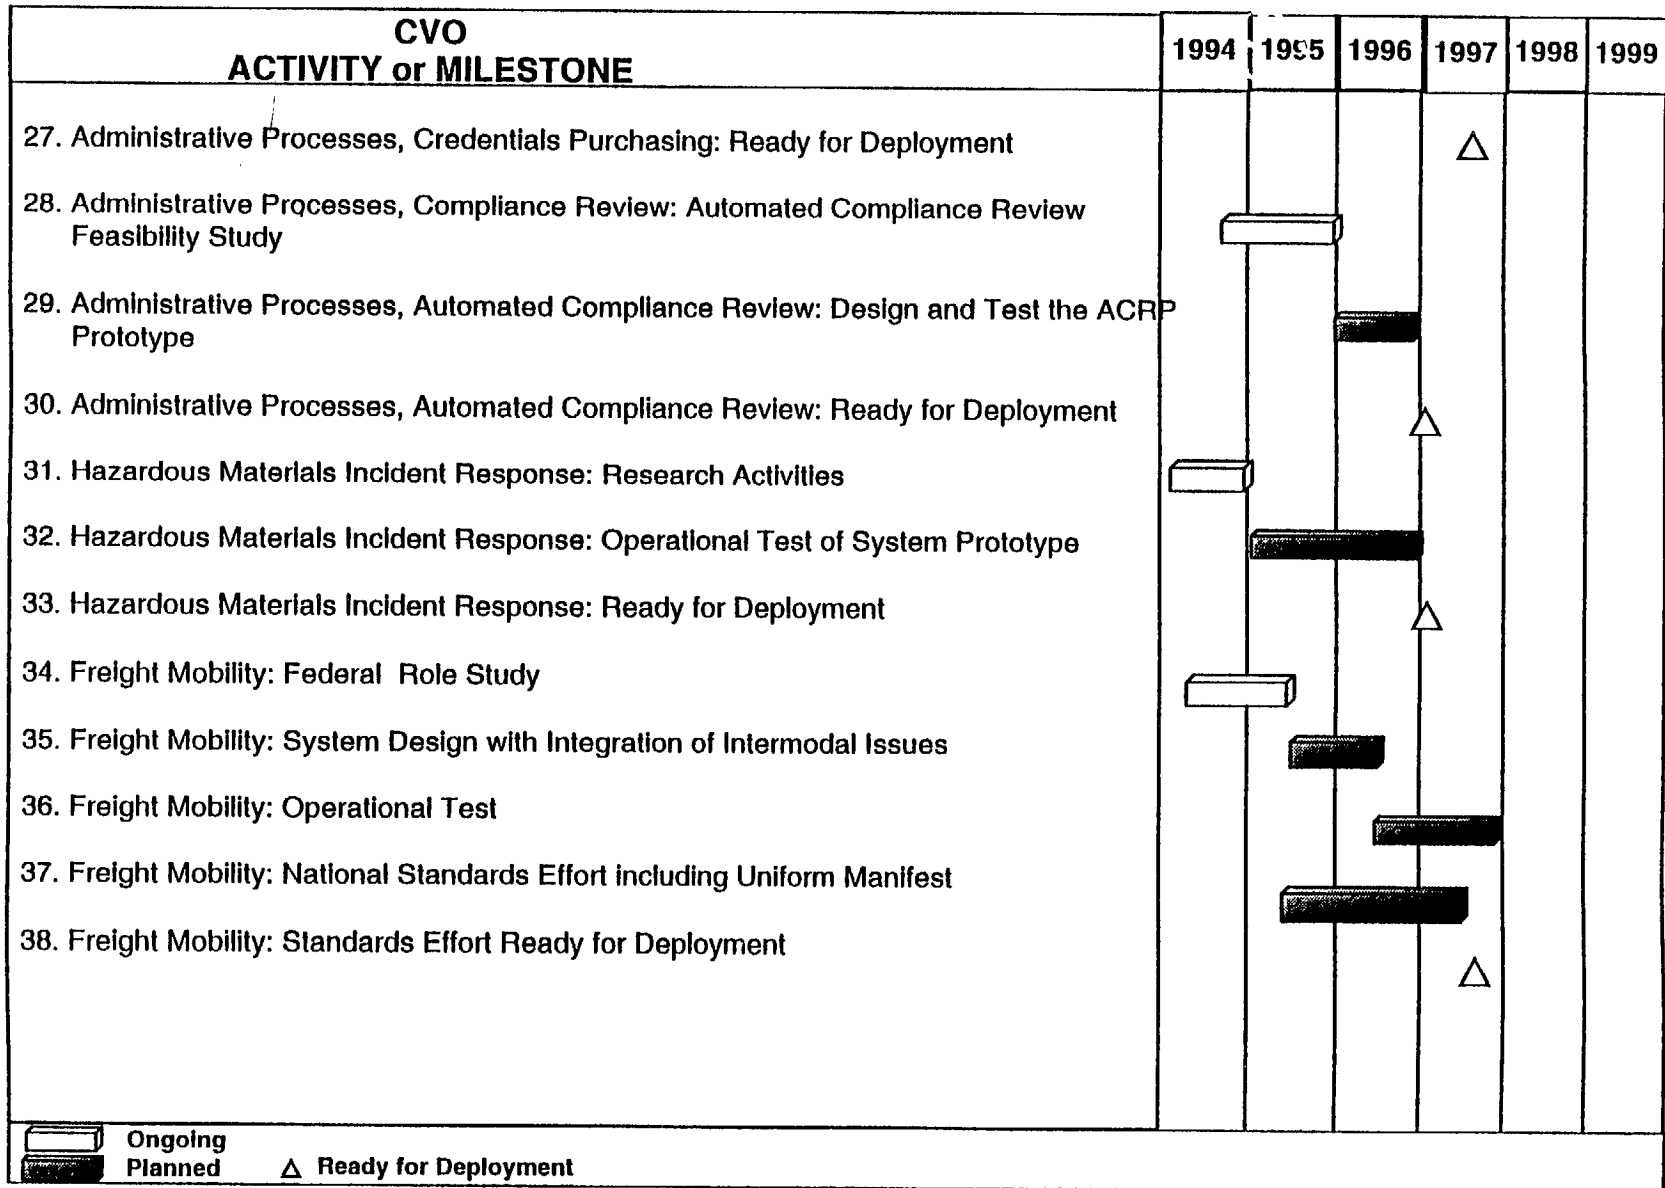 CVO
ACTIVITY or MILESTONE
1994 1995 1996 1997 1998 1999
27. Administrative Processes, Credentials Purchasing: Ready for Deployment
28. Administrative Processes, Compliance Review: Automated Compliance Review
Feasibility Study
29. Administrative Processes, Automated Compliance Review: Design and Test the ACRP
Prototype
30. Administrative Processes, Automated Compliance Review: Ready for Deployment
31. Hazardous Materials Incident Response: Research Activities
32. Hazardous Materials Incident Response: Operational Test of System Prototype
33. Hazardous Materials Incident Response: Ready for Deployment
34. Freight Mobility: Federal Role Study
35. Freight Mobility: System Design with Integration of Intermodal Issues
36. Freight Mobility: Operational Test
37. Freight Mobility: National Standards Effort including Uniform Manifest
38. Freight Mobility: Standards Effort Ready for Deployment
Ongoing
Planned Ready for Deployment